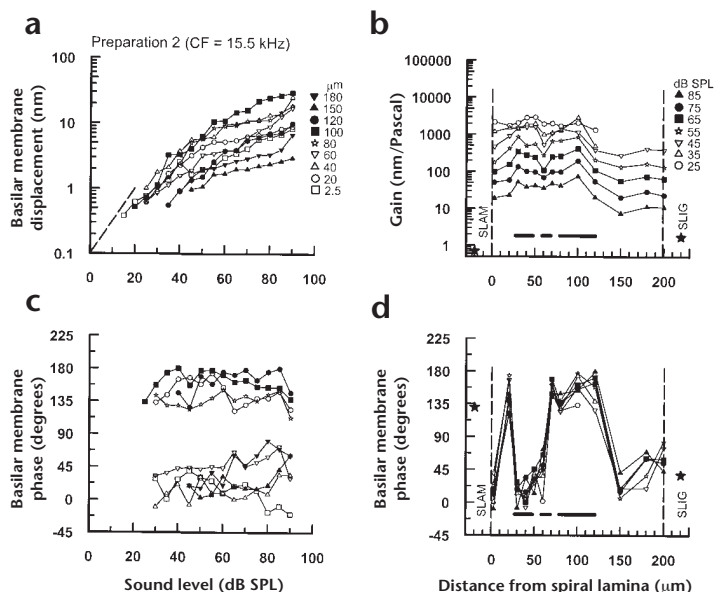 a
Preparation 2 (CF = 15.5 kHz)
100
10
1
0.1
0 20 40 60 80 100
Basilar membrane
displacement (nm)
μm
180
150
120
100
80
60
40
20
2.5
b
100000
10000
1000
100
10
1
0 50 100 150 200
Gain (nm/Pascal)
SLAM
SLIG
dB SPL
85
75
65
55
45
35
25
c
225
180
135
90
45
0
-45
0 20 40 60 80 100
Basilar membrane
phase (degrees)
Sound level (dB SPL)
d
225
180
135
90
45
0
-45
0 50 100 150 200
Basilar membrane
phase (degrees)
SLAM
SLIG
Distance from spiral lamina (μm)